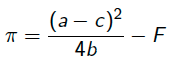 π = (a − c)² / 4b − F